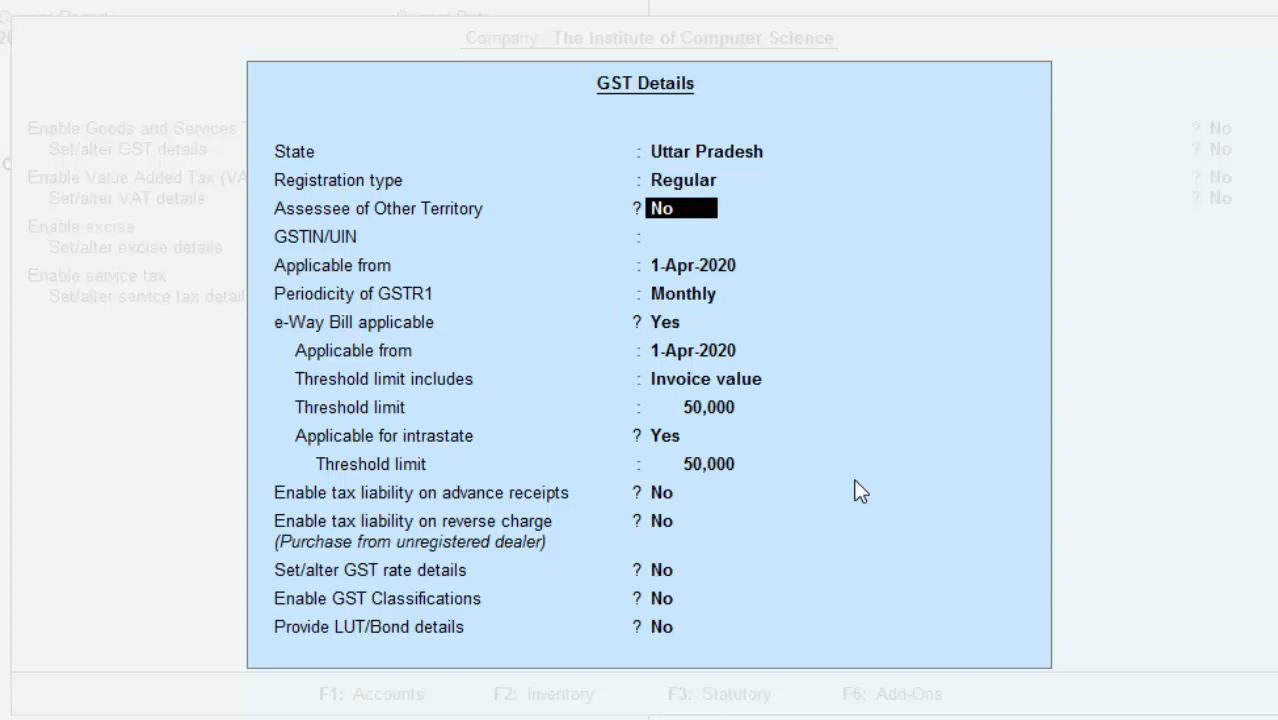 Company: The Institute of Computer Science
GST Details
Enable Goods and Services ? No
Set/alter GST details ? No
Enable Value Added Tax (VA ? No
Set/alter VAT details ? No
Enable excise
Set/alter excise details
Enable service tax
Set/alter service tax detail
State : Uttar Pradesh
Registration type : Regular
Assessee of Other Territory ? No
GSTIN/UIN :
Applicable from : 1-Apr-2020
Periodicity of GSTR1 : Monthly
e-Way Bill applicable ? Yes
Applicable from : 1-Apr-2020
Threshold limit includes : Invoice value
Threshold limit : 50,000
Applicable for intrastate ? Yes
Threshold limit : 50,000
Enable tax liability on advance receipts ? No
Enable tax liability on reverse charge ? No
(Purchase from unregistered dealer)
Set/alter GST rate details ? No
Enable GST Classifications ? No
Provide LUT/Bond details ? No
F1: Accounts F2: Inventory F3: Statutory F6: Add-Ons